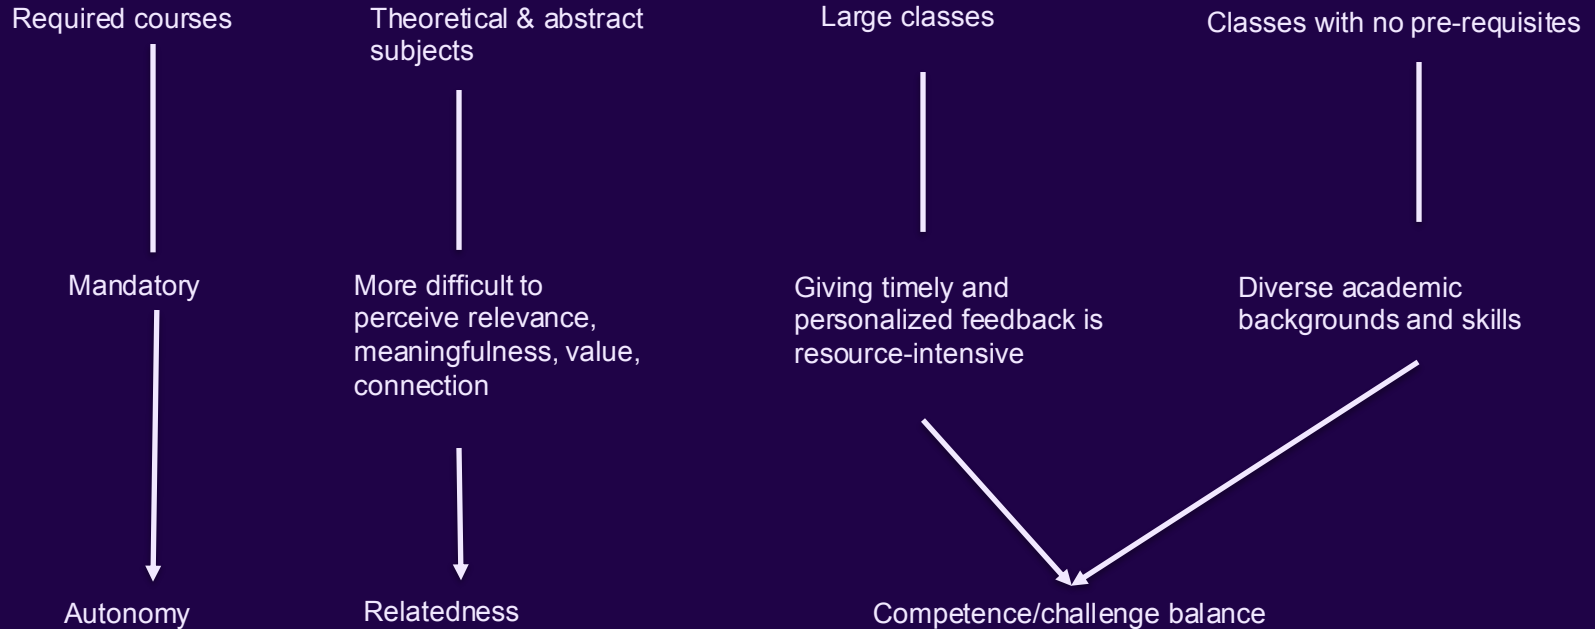 Required courses
Theoretical & abstract
subjects
Large classes
Classes with no pre-requisites
Mandatory
More difficult to
perceive relevance,
meaningfulness, value,
connection
Giving timely and
personalized feedback is
resource-intensive
Diverse academic
backgrounds and skills
Autonomy
Relatedness
Competence/challenge balance